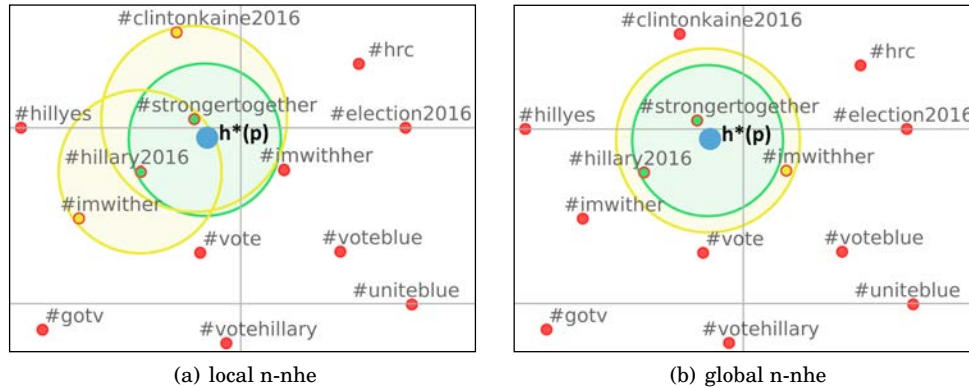 #clintonkaine2016
#hrc
#strongertogether
#hillyes
#election2016
h*(p)
#hillary2016
#imwithher
#imwither
#vote
#voteblue
#uniteblue
#gotv
#votehillary
(a) local n-nhe
#clintonkaine2016
#hrc
#strongertogether
#hillyes
#election2016
h*(p)
#hillary2016
#imwithher
#imwither
#vote
#voteblue
#uniteblue
#gotv
#votehillary
(b) global n-nhe